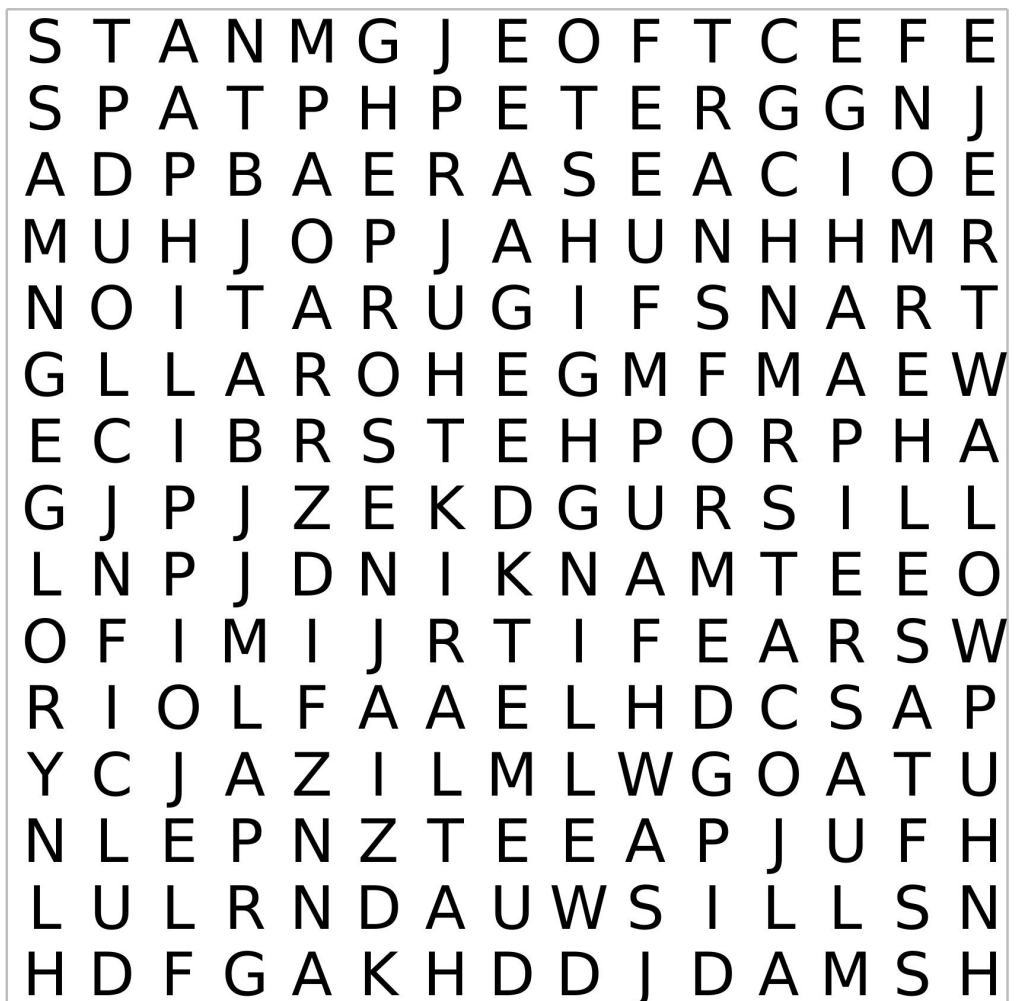 S T A N M G J E O F T C E F E
S P A T P H P E T E R G G N J
A D P B A E R A S E A C I O E
M U H J O P J A H U N H H M R
N O I T A R U G I F S N A R T
G L L A R O H E G M F M A E W
E C I B R S T E H P O R P H A
G J P J Z E K D G U R S I L L
L N P J D N I K N A M T E E O
O F I M I J R T I F E A R S W
R I O L F A A E L H D C S A P
Y C J A Z I L M L W G O A T U
N L E P N Z T E E A P J U F H
L U L R N D A U W S I L L S N
H D F G A K H D D J D A M S H